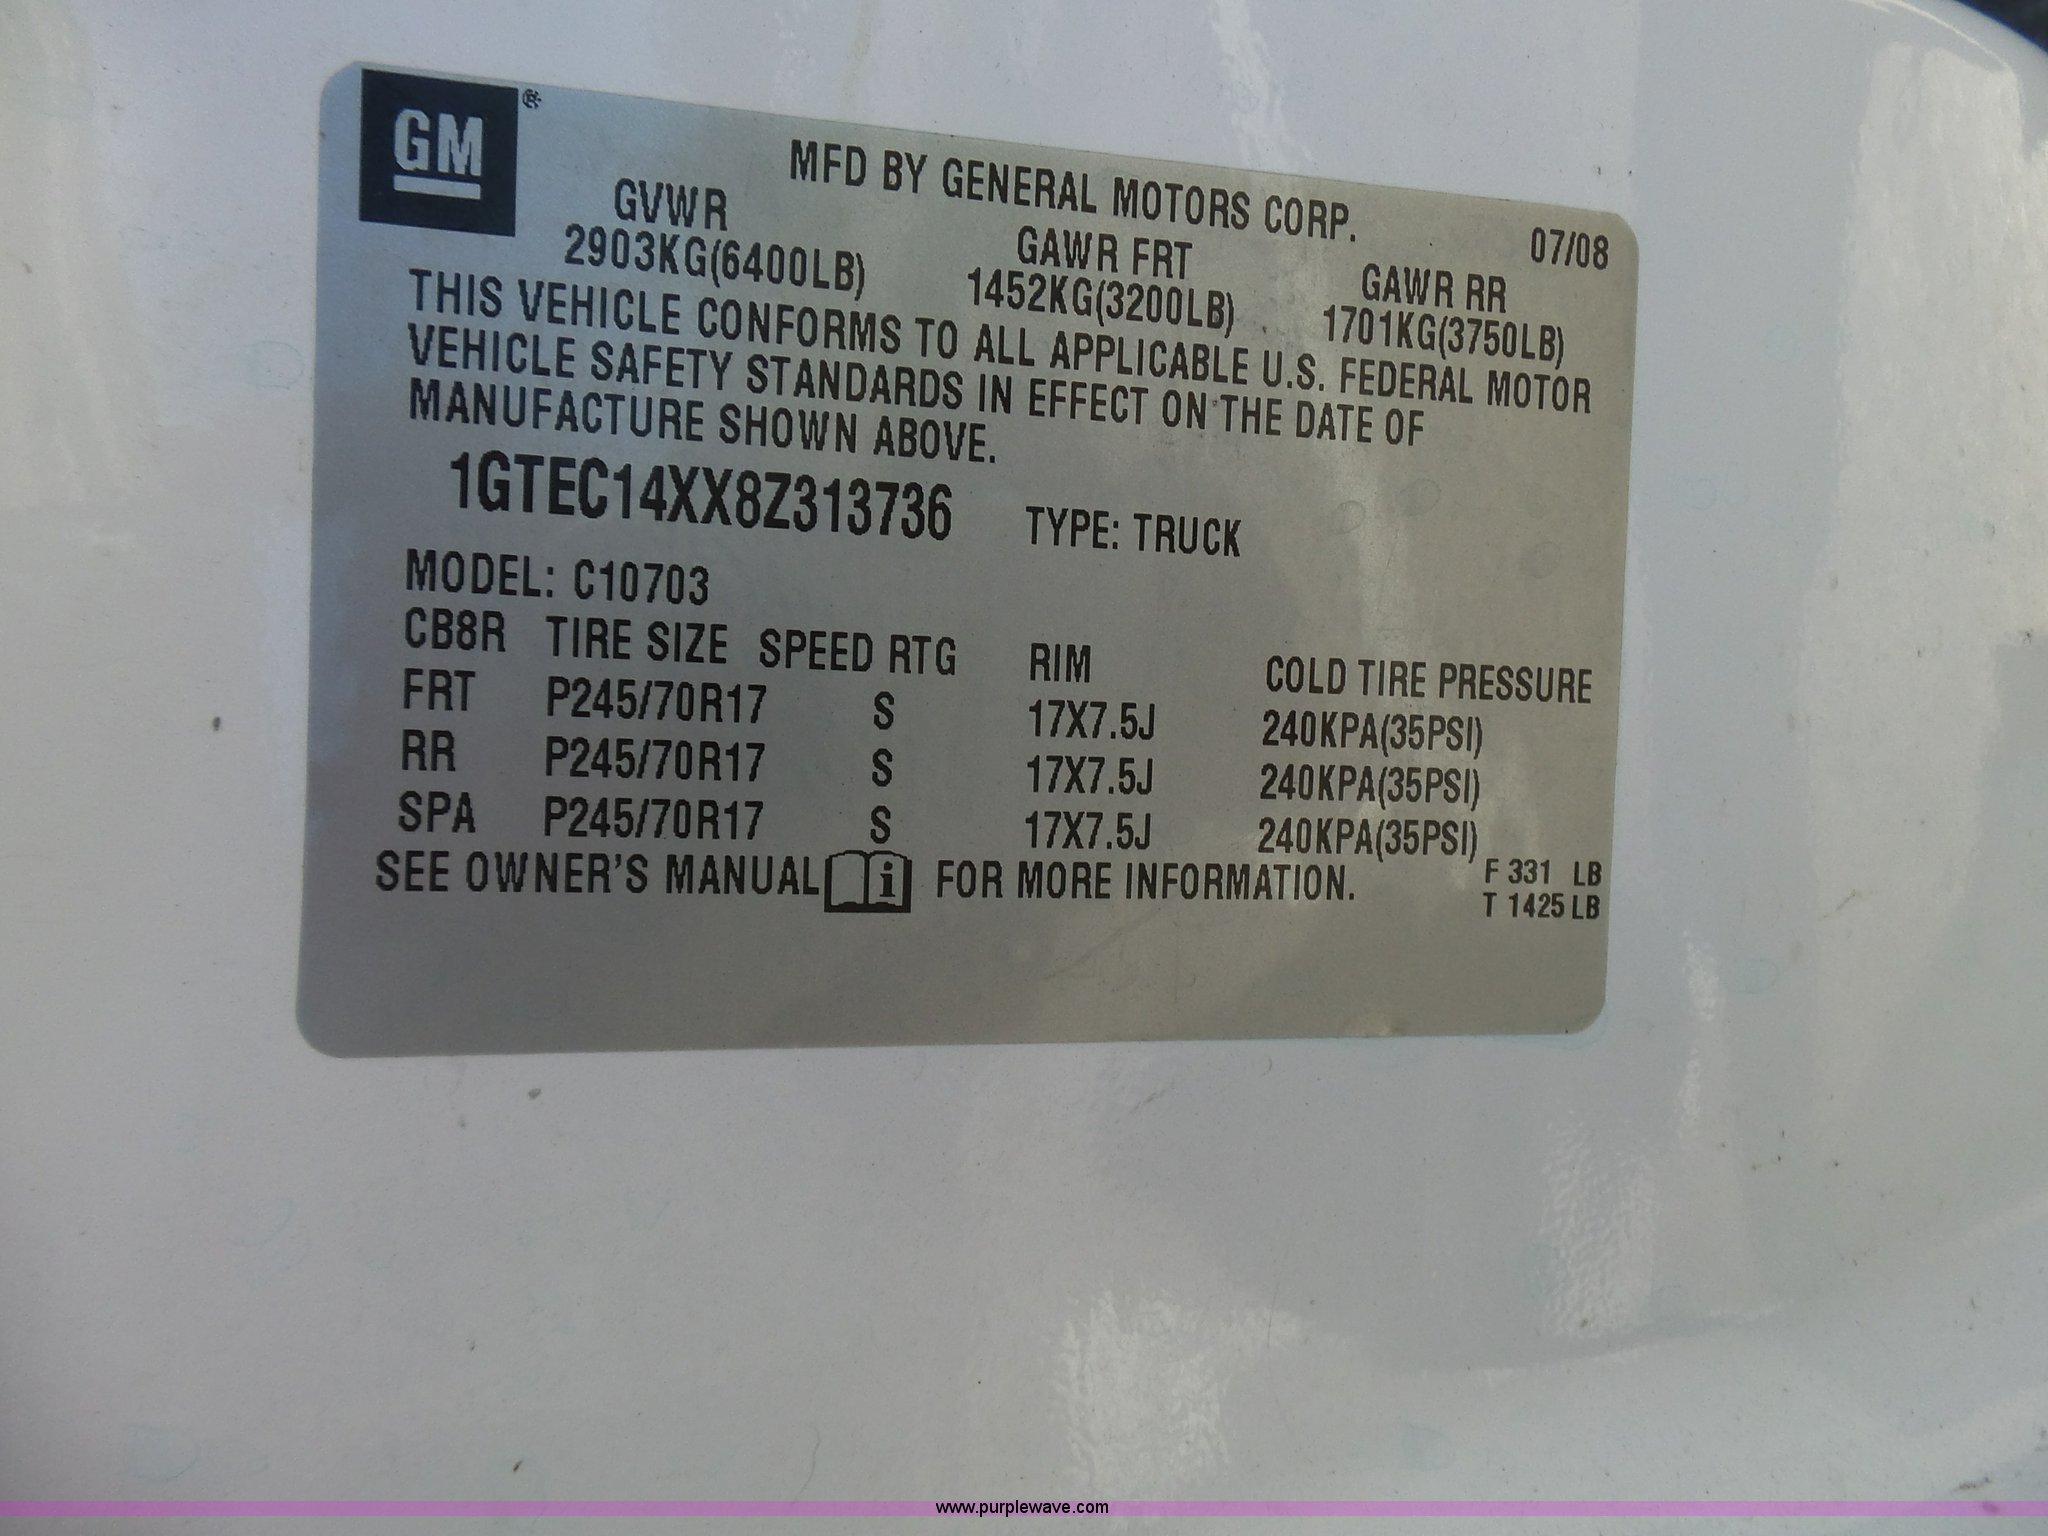 GM®
MFD BY GENERAL MOTORS CORP. 07/08
GVWR GAWR FRT GAWR RR
2903KG(6400LB) 1452KG(3200LB) 1701KG(3750LB)
THIS VEHICLE CONFORMS TO ALL APPLICABLE U.S. FEDERAL MOTOR
VEHICLE SAFETY STANDARDS IN EFFECT ON THE DATE OF
MANUFACTURE SHOWN ABOVE.
1GTEC14XX8Z313736 TYPE: TRUCK
MODEL: C10703
CB8R TIRE SIZE SPEED RTG RIM COLD TIRE PRESSURE
FRT P245/70R17 S 17X7.5J 240KPA(35PSI)
RR P245/70R17 S 17X7.5J 240KPA(35PSI)
SPA P245/70R17 S 17X7.5J 240KPA(35PSI)
SEE OWNER'S MANUAL i FOR MORE INFORMATION.
F 331 LB
T 1425 LB
www.purplewave.com